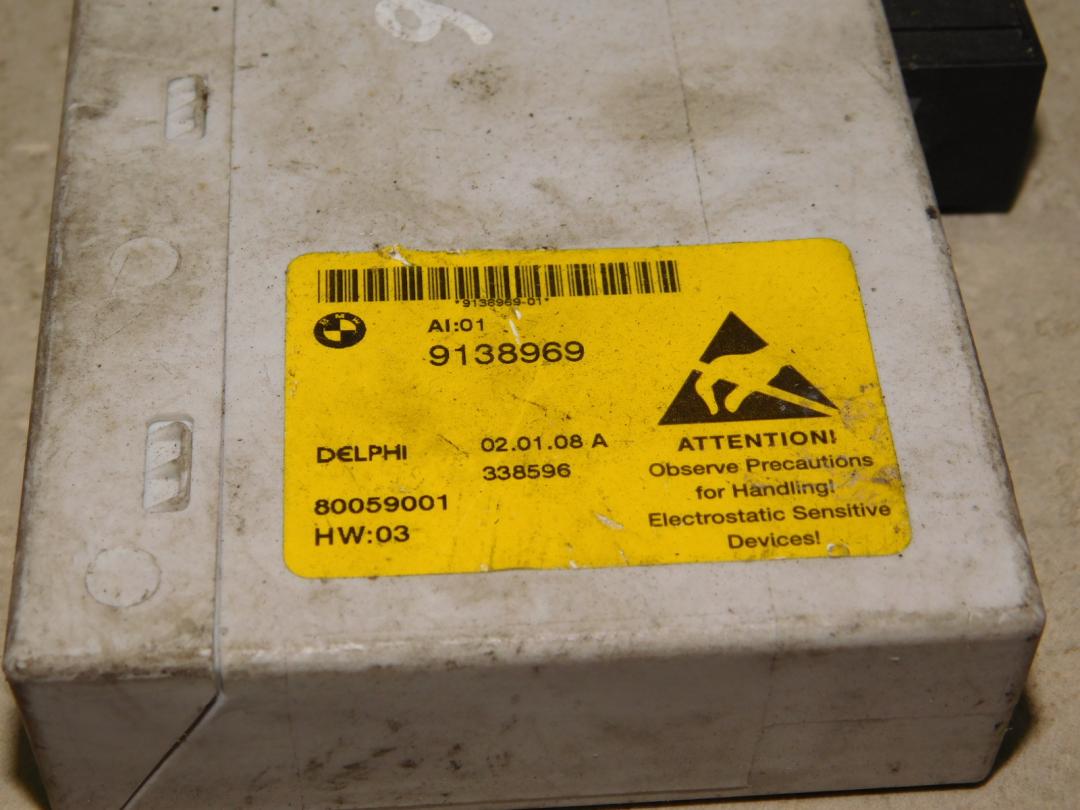 9
*9138969-01*
BMW
AI:01
9138969
DELPHI
02.01.08 A
338596
80059001
HW:03
ATTENTION!
Observe Precautions
for Handling!
Electrostatic Sensitive
Devices!